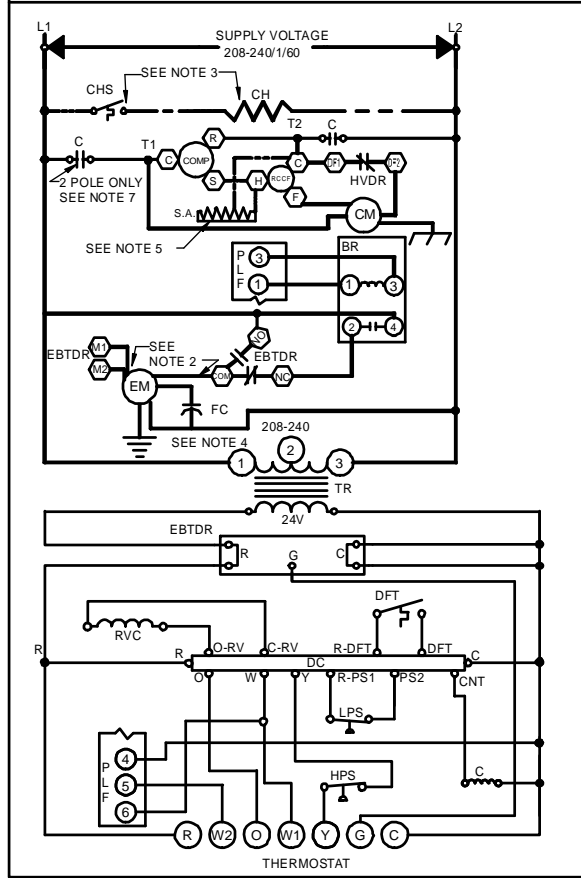 L1 L2
SUPPLY VOLTAGE
208-240/1/60
SEE NOTE 3
CHS CH
T2
R C
C T1
C COMP C DF1 DF2
RCCF HVDR
2 POLE ONLY S H
SEE NOTE 7 F
S.A. CM
SEE NOTE 5 BR
P 3
L
F 1 1 3
NO 2 4
M1 SEE
EBTDR NOTE 2 EBTDR
M2 COM NC
EM
FC
208-240
SEE NOTE 4
1 2 3
TR
24V
EBTDR
R G C
DFT
RVC
R O-RV C-RV R-DFT DFT
R DC C
O W Y R-PS1 PS2 CNT
LPS
P 4 C
L 5 HPS
F 6
R W2 O W1 Y G C
THERMOSTAT